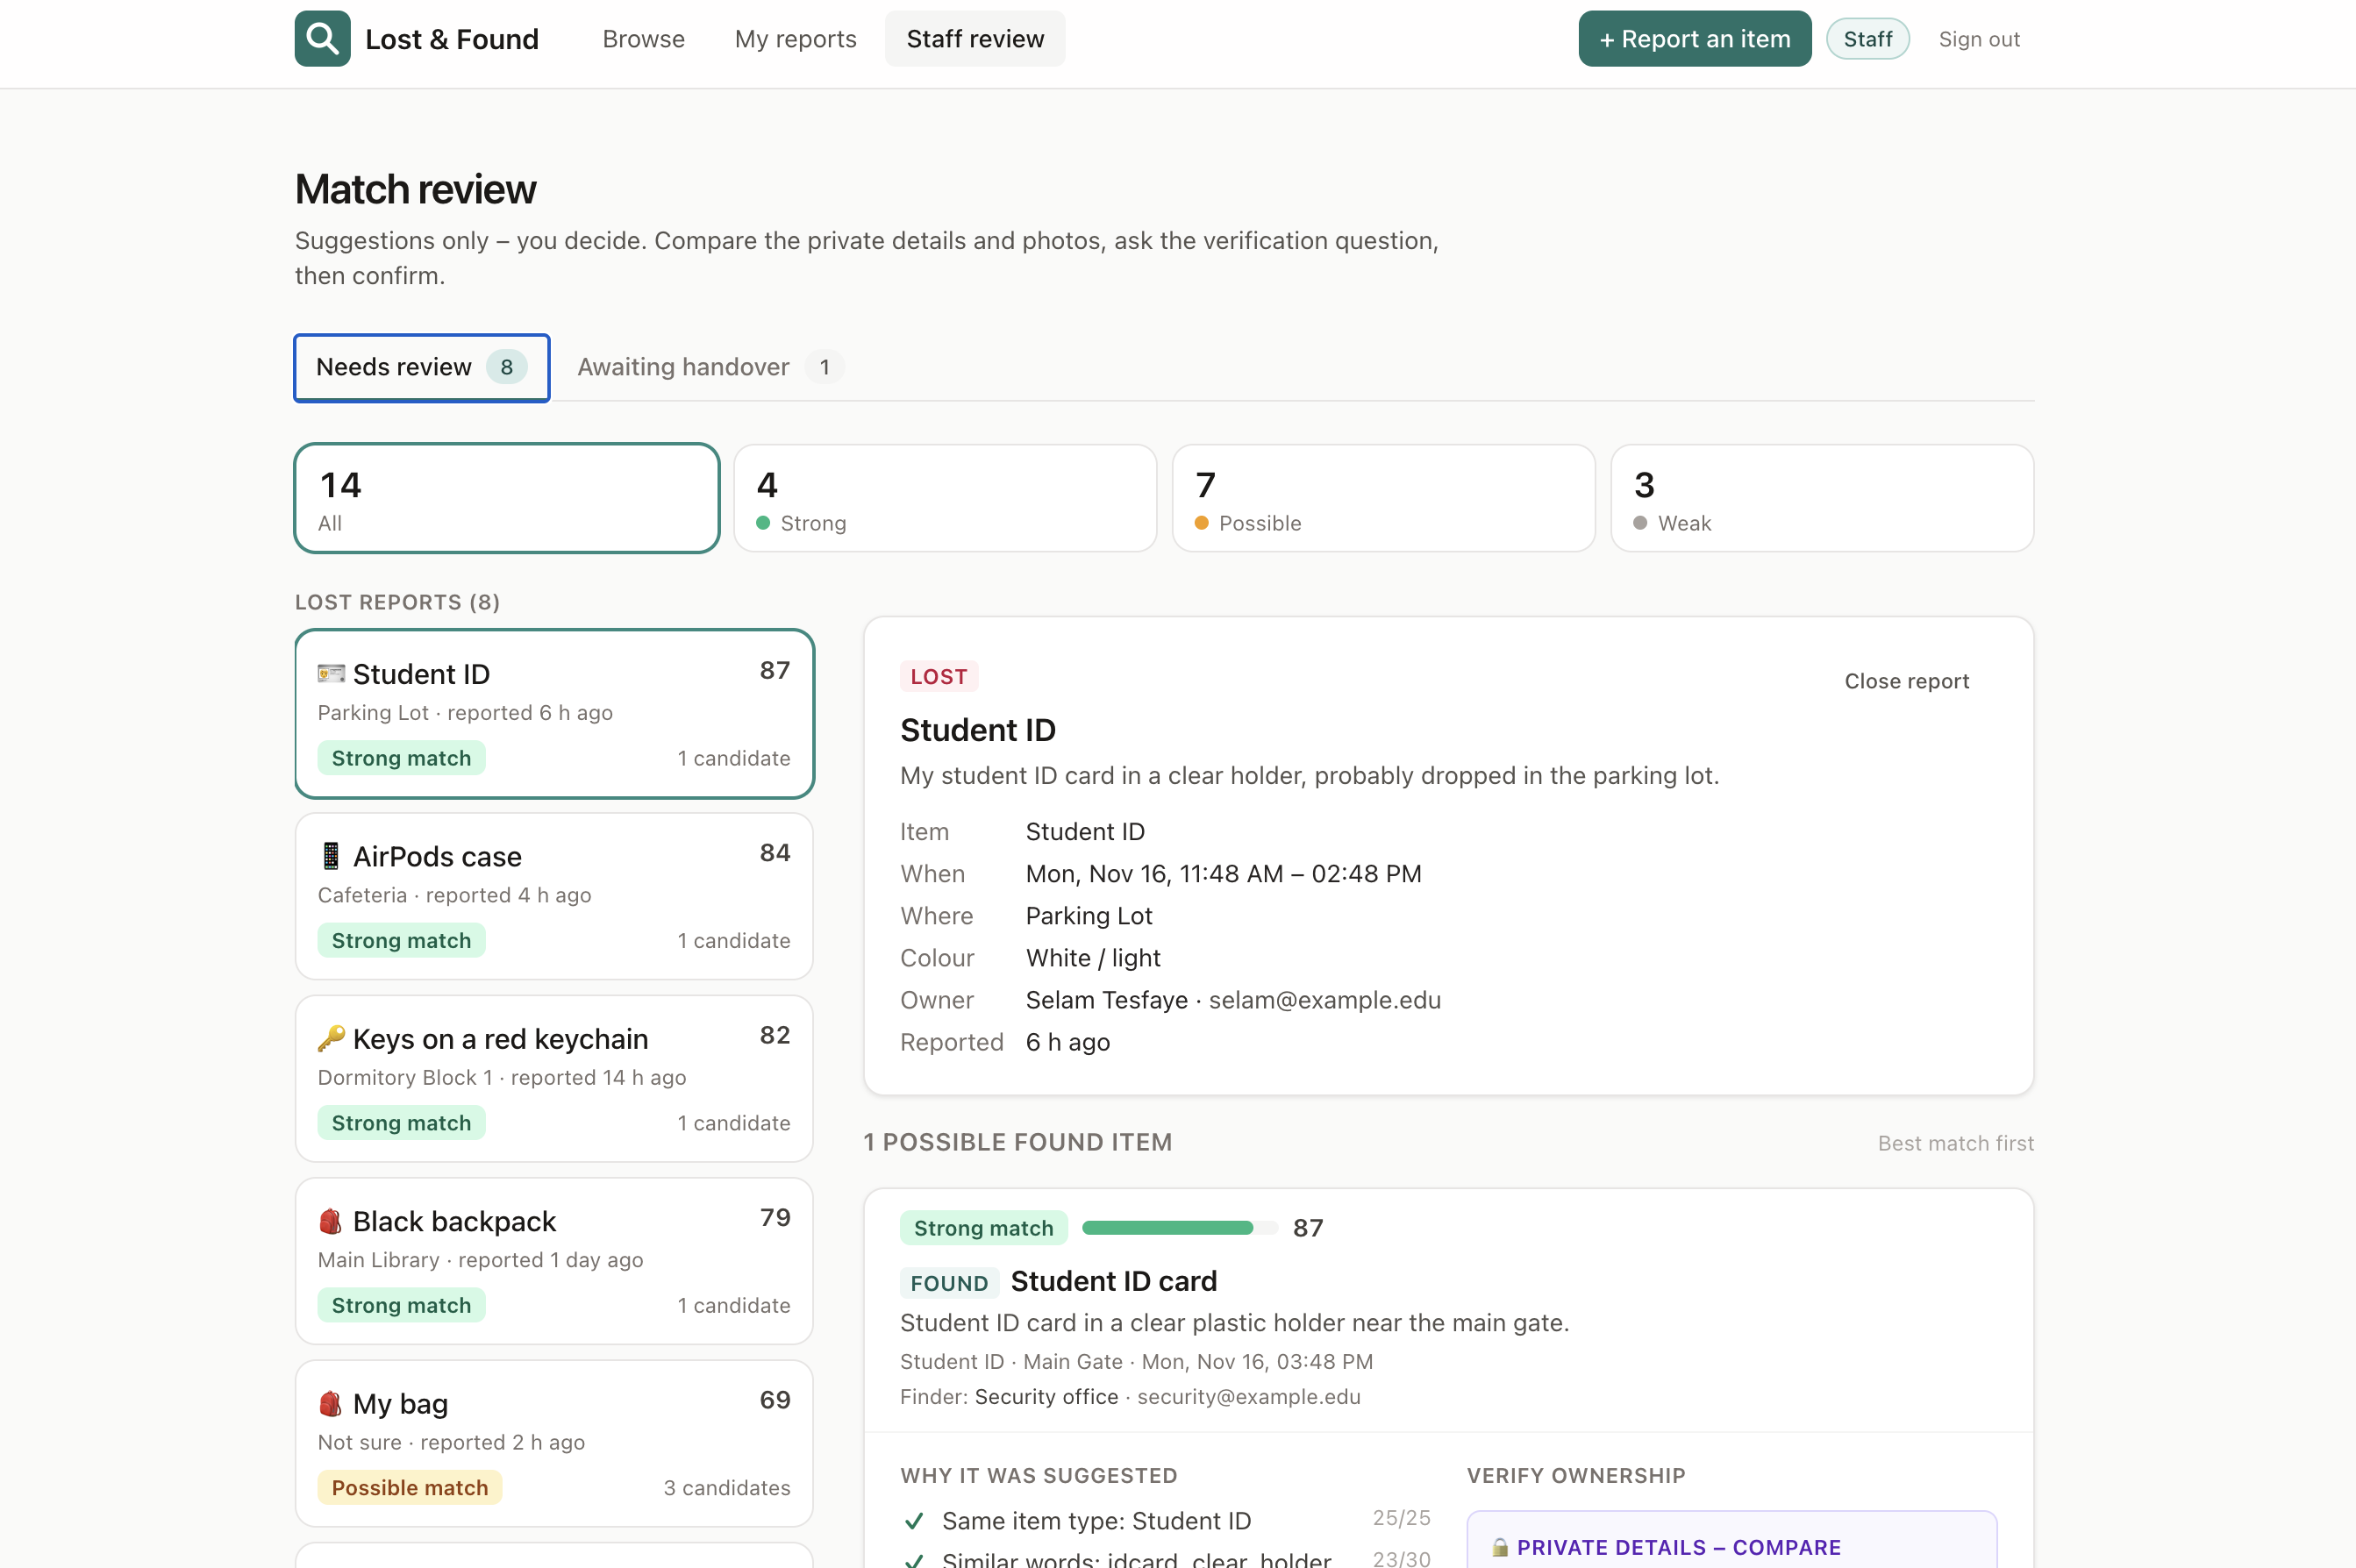 Lost & Found
Browse
My reports
Staff review
+ Report an item
Staff
Sign out
Match review
Suggestions only – you decide. Compare the private details and photos, ask the verification question,
then confirm.
Needs review 8
Awaiting handover 1
14
All
4
Strong
7
Possible
3
Weak
LOST REPORTS (8)
Student ID 87
Parking Lot · reported 6 h ago
Strong match 1 candidate
AirPods case 84
Cafeteria · reported 4 h ago
Strong match 1 candidate
Keys on a red keychain 82
Dormitory Block 1 · reported 14 h ago
Strong match 1 candidate
Black backpack 79
Main Library · reported 1 day ago
Strong match 1 candidate
My bag 69
Not sure · reported 2 h ago
Possible match 3 candidates
LOST
Close report
Student ID
My student ID card in a clear holder, probably dropped in the parking lot.
Item Student ID
When Mon, Nov 16, 11:48 AM – 02:48 PM
Where Parking Lot
Colour White / light
Owner Selam Tesfaye · selam@example.edu
Reported 6 h ago
1 POSSIBLE FOUND ITEM
Best match first
Strong match 87
FOUND Student ID card
Student ID card in a clear plastic holder near the main gate.
Student ID · Main Gate · Mon, Nov 16, 03:48 PM
Finder: Security office · security@example.edu
WHY IT WAS SUGGESTED
Same item type: Student ID 25/25
Similar words: idcard, clear, holder 23/30
VERIFY OWNERSHIP
PRIVATE DETAILS – COMPARE